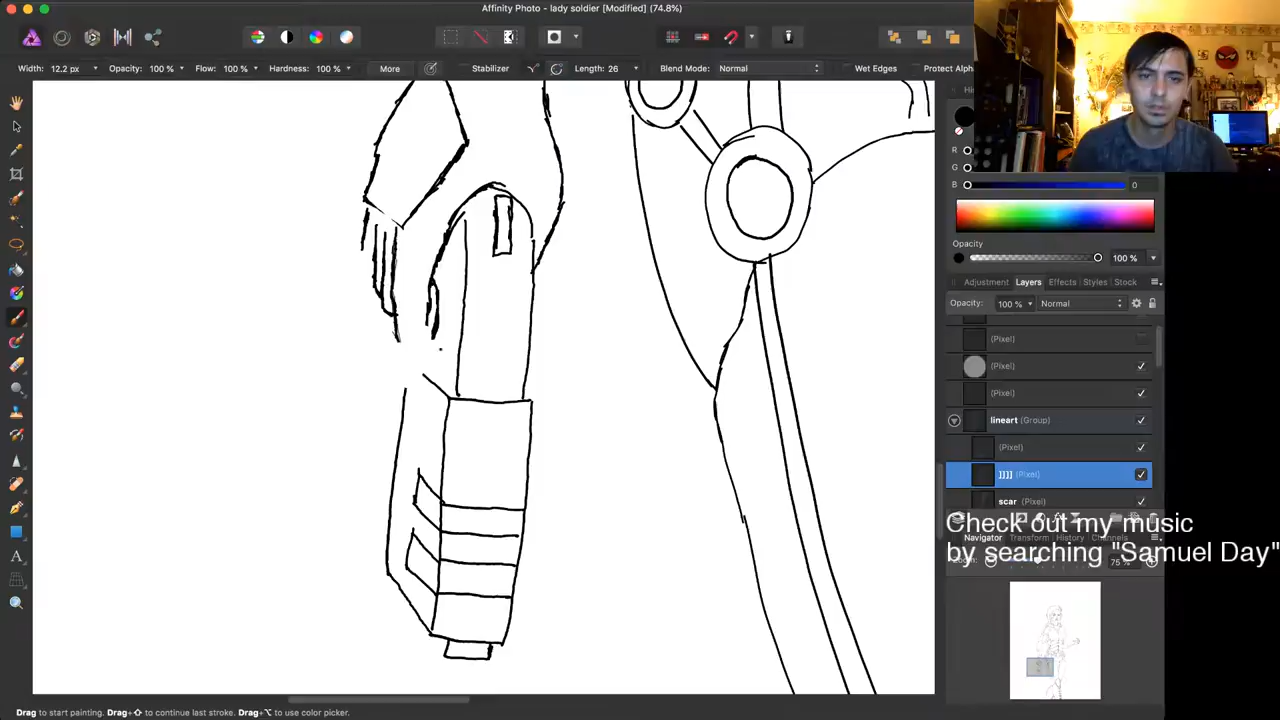 Affinity Photo - lady soldier [Modified] (74.8%)
Width: 12.2 px Opacity: 100 % Flow: 100 % Hardness: 100 % More Stabilizer Length: 26 Blend Mode: Normal Wet Edges Protect Alpha
R
G
B 0
Opacity
100 %
Adjustment Layers Effects Styles Stock
Opacity: 100 % Normal
(Pixel)
(Pixel)
(Pixel)
lineart (Group)
(Pixel)
]]]] (Pixel)
scar (Pixel)
Check out my music
Navigator Transform History Channels
by searching "Samuel Day"
75 %
Drag to start painting. Drag+⇧ to continue last stroke. Drag+⌥ to use color picker.